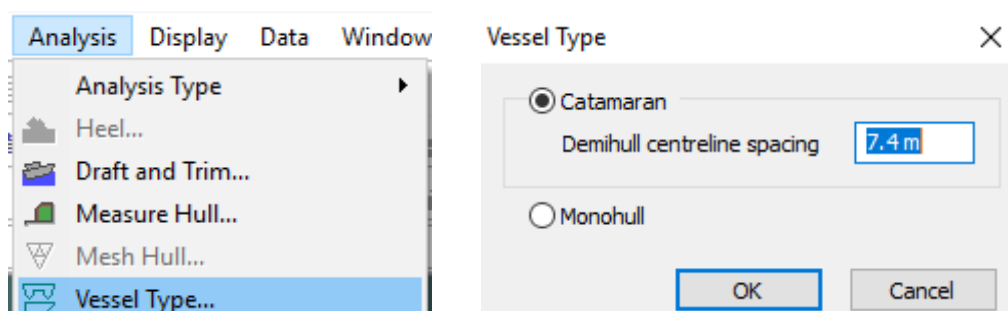 Analysis Display Data Window
Analysis Type
Heel...
Draft and Trim...
Measure Hull...
Mesh Hull...
Vessel Type...
Vessel Type
Catamaran
Demihull centreline spacing 7.4 m
Monohull
OK Cancel